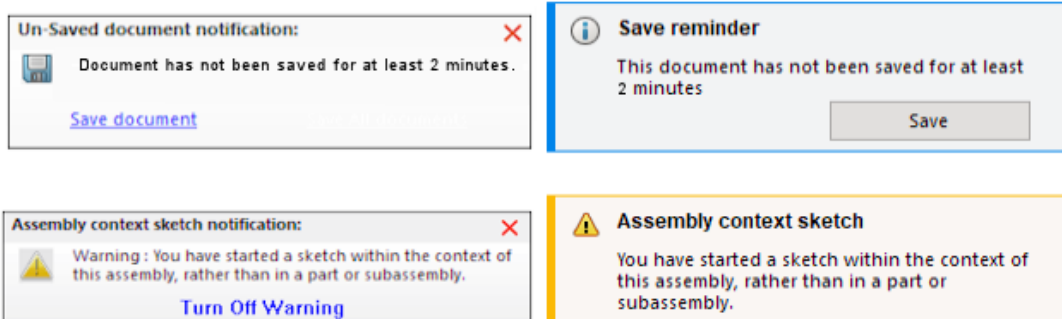 Un-Saved document notification:
Document has not been saved for at least 2 minutes.
Save document
Save reminder
This document has not been saved for at least
2 minutes
Save
Assembly context sketch notification:
Warning : You have started a sketch within the context of
this assembly, rather than in a part or subassembly.
Turn Off Warning
Assembly context sketch
You have started a sketch within the context of
this assembly, rather than in a part or
subassembly.